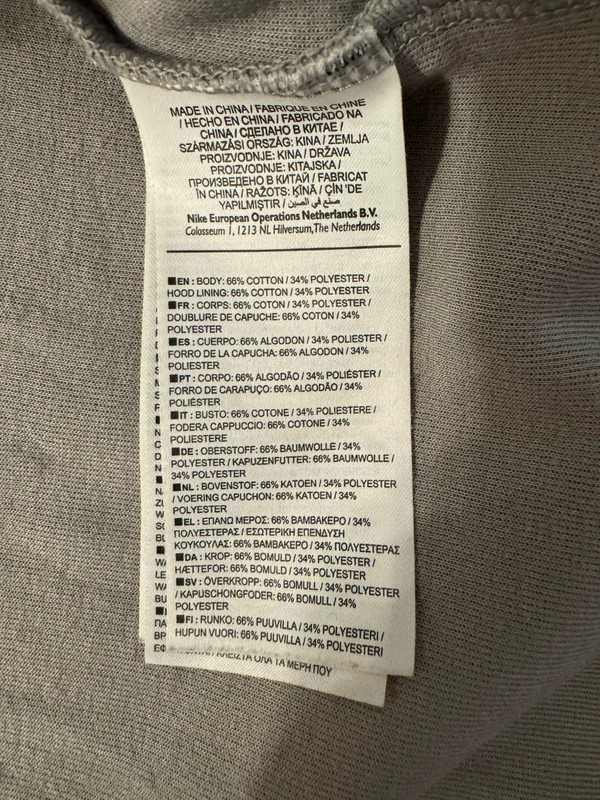 MADE IN CHINA / FABRIQUÉ EN CHINE
/ HECHO EN CHINA / FABRICADO NA
CHINA / СДЕЛАНО В КИТАЕ /
SZÁRMAZÁSI ORSZÁG: KINA / ZEMLJA
PROIZVODNJE: KINA / DRŽAVA
PROIZVODNJE: KITAJSKA /
ПРОИЗВЕДЕНО В КИТАЙ / FABRICAT
ÎN CHINA / RAŽOTS: ĶĪNĀ / ÇİN 'DE
YAPILMIŞTIR / صنع في الصين
Nike European Operations Netherlands B.V.
Colosseum 1, 1213 NL Hilversum, The Netherlands
EN : BODY: 66% COTTON / 34% POLYESTER /
HOOD LINING: 66% COTTON / 34% POLYESTER
FR : CORPS: 66% COTON / 34% POLYESTER /
DOUBLURE DE CAPUCHE: 66% COTON / 34%
POLYESTER
ES : CUERPO: 66% ALGODON / 34% POLIESTER /
FORRO DE LA CAPUCHA: 66% ALGODON / 34%
POLIESTER
PT : CORPO: 66% ALGODÃO / 34% POLIÉSTER /
FORRO DE CARAPUÇO: 66% ALGODÃO / 34%
POLIÉSTER
IT : BUSTO: 66% COTONE / 34% POLIESTERE /
FODERA CAPPUCCIO: 66% COTONE / 34%
POLIESTERE
DE : OBERSTOFF: 66% BAUMWOLLE / 34%
POLYESTER / KAPUZENFUTTER: 66% BAUMWOLLE /
34% POLYESTER
NL : BOVENSTOF: 66% KATOEN / 34% POLYESTER
/ VOERING CAPUCHON: 66% KATOEN / 34%
POLYESTER
EL : ΕΠΑΝΩ ΜΕΡΟΣ: 66% ΒΑΜΒΑΚΕΡΟ / 34%
ΠΟΛΥΕΣΤΕΡΑΣ / ΕΣΩΤΕΡΙΚΗ ΕΠΕΝΔΥΣΗ
ΚΟΥΚΟΥΛΑΣ: 66% ΒΑΜΒΑΚΕΡΟ / 34% ΠΟΛΥΕΣΤΕΡΑΣ
DA : KROP: 66% BOMULD / 34% POLYESTER /
HÆTTEFOR: 66% BOMULD / 34% POLYESTER
SV : ÖVERKROPP: 66% BOMULL / 34% POLYESTER
/ KAPUSCHONGFODER: 66% BOMULL / 34%
POLYESTER
FI : RUNKO: 66% PUUVILLA / 34% POLYESTERI /
HUPUN VUORI: 66% PUUVILLA / 34% POLYESTERI
ΟΛΑ ΤΑ ΜΕΡΗ ΠΟΥ